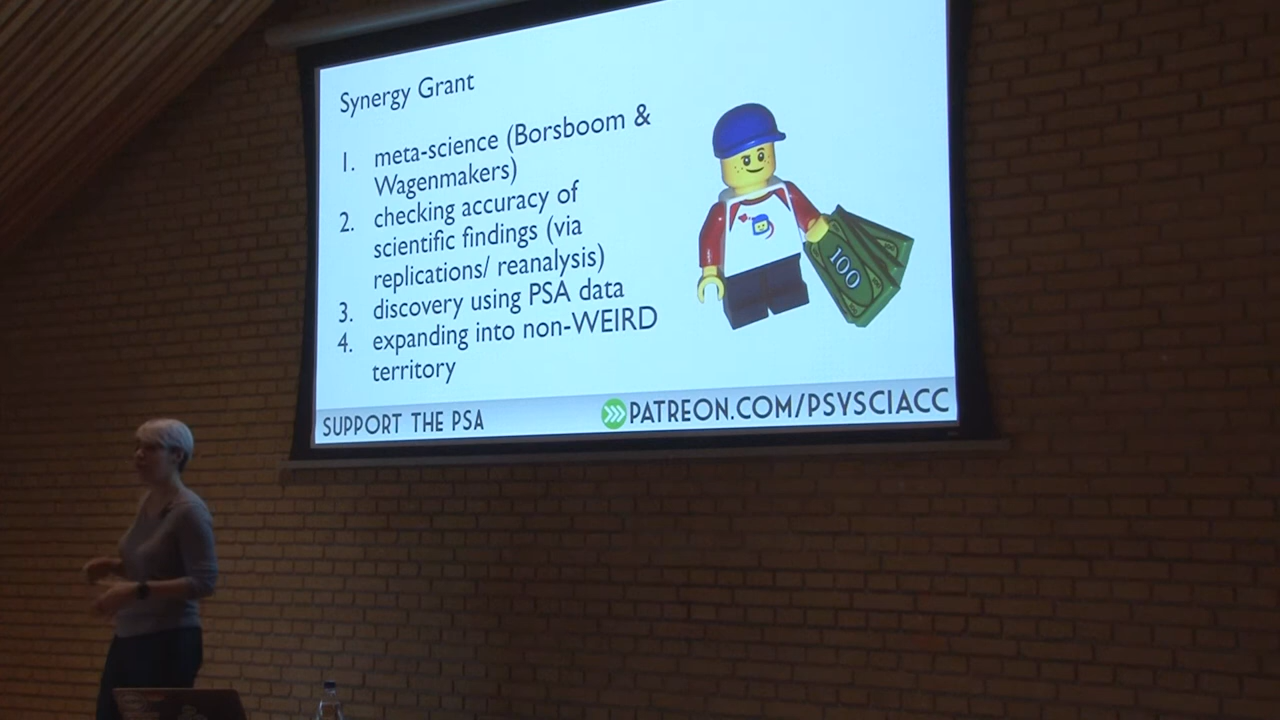 Synergy Grant
1. meta-science (Borsboom &
Wagenmakers)
2. checking accuracy of
scientific findings (via
replications/ reanalysis)
3. discovery using PSA data
4. expanding into non-WEIRD
territory
100
SUPPORT THE PSA
PATREON.COM/PSYSCIACC